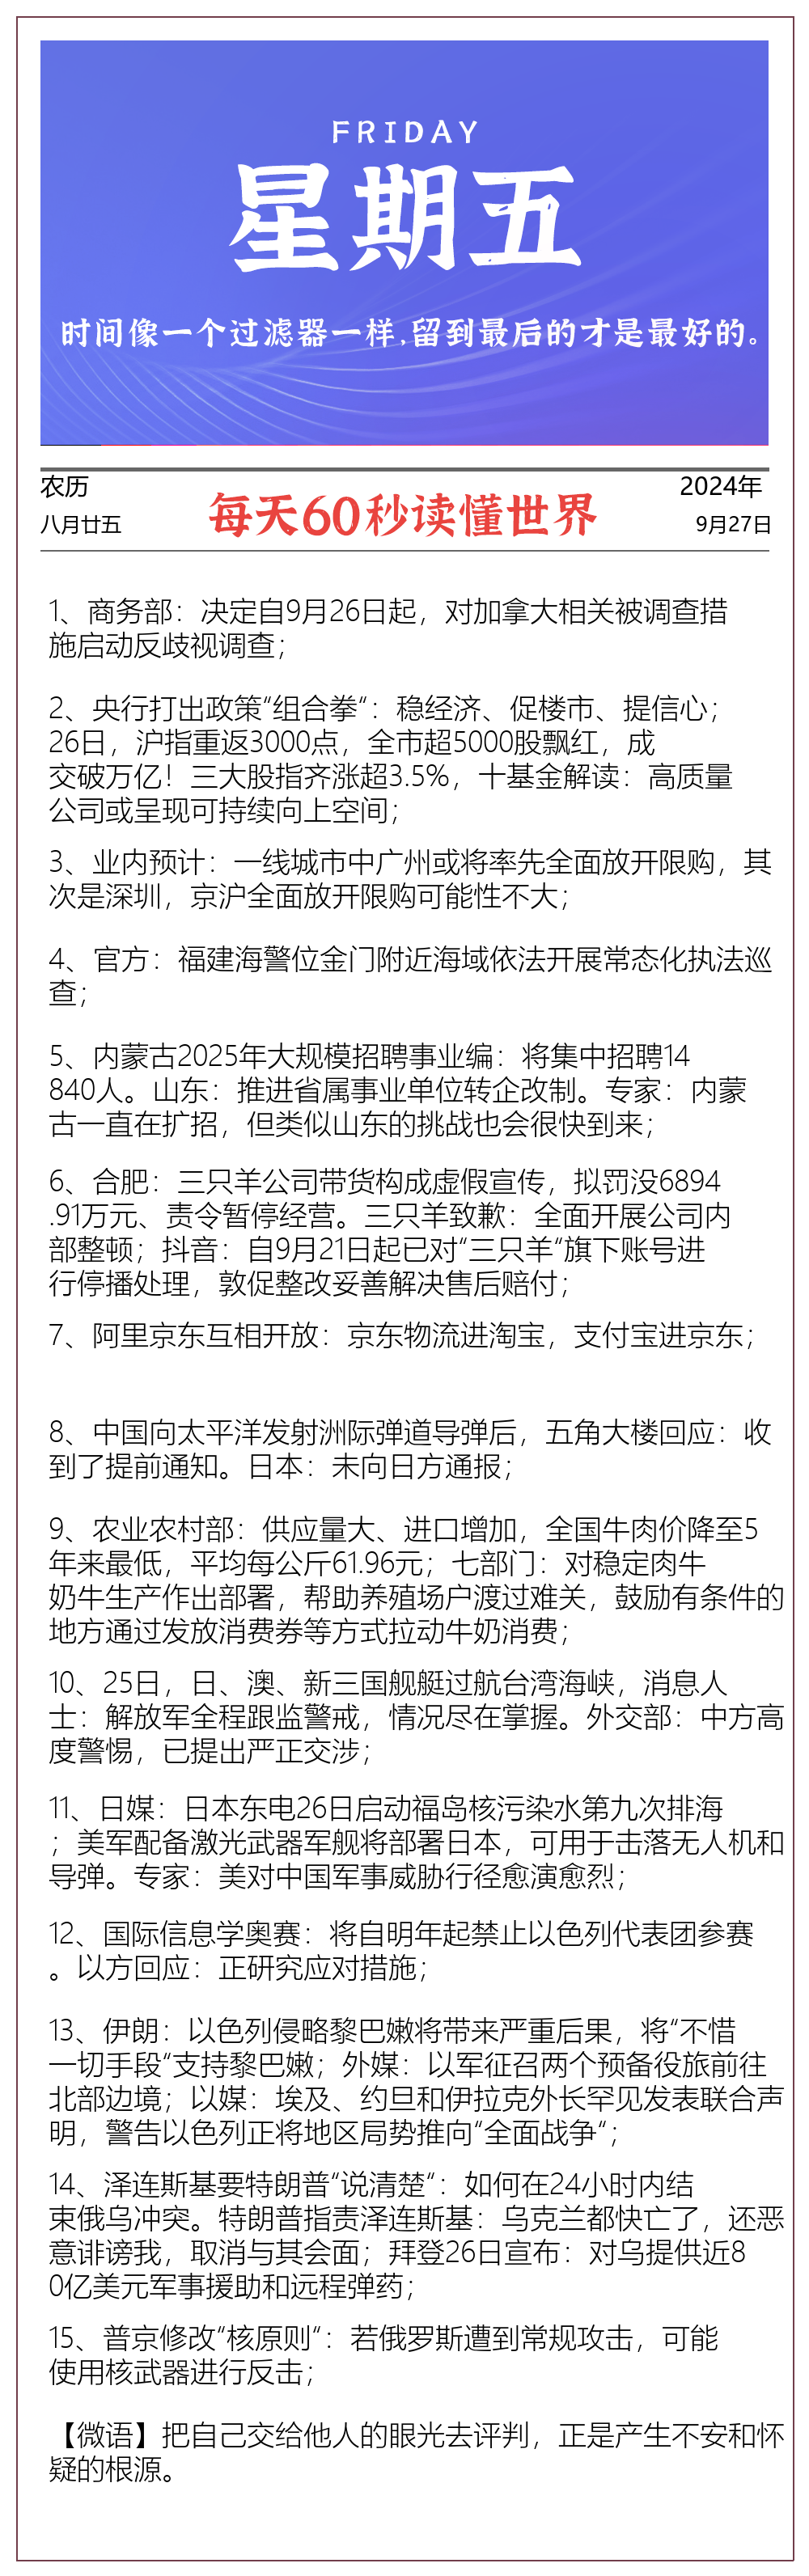 FRIDAY
星期五
时间像一个过滤器一样,留到最后的才是最好的。
农历
2024年
每天60秒读懂世界
八月廿五
9月27日
1、商务部：决定自9月26日起，对加拿大相关被调查措
施启动反歧视调查；
2、央行打出政策“组合拳“：稳经济、促楼市、提信心；
26日，沪指重返3000点，全市超5000股飘红，成
交破万亿！三大股指齐涨超3.5%，十基金解读：高质量
公司或呈现可持续向上空间；
3、业内预计：一线城市中广州或将率先全面放开限购，其
次是深圳，京沪全面放开限购可能性不大；
4、官方：福建海警位金门附近海域依法开展常态化执法巡
查；
5、内蒙古2025年大规模招聘事业编：将集中招聘14
840人。山东：推进省属事业单位转企改制。专家：内蒙
古一直在扩招，但类似山东的挑战也会很快到来；
6、合肥：三只羊公司带货构成虚假宣传，拟罚没6894
.91万元、责令暂停经营。三只羊致歉：全面开展公司内
部整顿；抖音：自9月21日起已对“三只羊“旗下账号进
行停播处理，敦促整改妥善解决售后赔付；
7、阿里京东互相开放：京东物流进淘宝，支付宝进京东；
8、中国向太平洋发射洲际弹道导弹后，五角大楼回应：收
到了提前通知。日本：未向日方通报；
9、农业农村部：供应量大、进口增加，全国牛肉价降至5
年来最低，平均每公斤61.96元；七部门：对稳定肉牛
奶牛生产作出部署，帮助养殖场户渡过难关，鼓励有条件的
地方通过发放消费券等方式拉动牛奶消费；
10、25日，日、澳、新三国舰艇过航台湾海峡，消息人
士：解放军全程跟监警戒，情况尽在掌握。外交部：中方高
度警惕，已提出严正交涉；
11、日媒：日本东电26日启动福岛核污染水第九次排海
；美军配备激光武器军舰将部署日本，可用于击落无人机和
导弹。专家：美对中国军事威胁行径愈演愈烈；
12、国际信息学奥赛：将自明年起禁止以色列代表团参赛
。以方回应：正研究应对措施；
13、伊朗：以色列侵略黎巴嫩将带来严重后果，将“不惜
一切手段“支持黎巴嫩；外媒：以军征召两个预备役旅前往
北部边境；以媒：埃及、约旦和伊拉克外长罕见发表联合声
明，警告以色列正将地区局势推向“全面战争“；
14、泽连斯基要特朗普“说清楚“：如何在24小时内结
束俄乌冲突。特朗普指责泽连斯基：乌克兰都快亡了，还恶
意诽谤我，取消与其会面；拜登26日宣布：对乌提供近8
0亿美元军事援助和远程弹药；
15、普京修改“核原则“：若俄罗斯遭到常规攻击，可能
使用核武器进行反击；
【微语】把自己交给他人的眼光去评判，正是产生不安和怀
疑的根源。